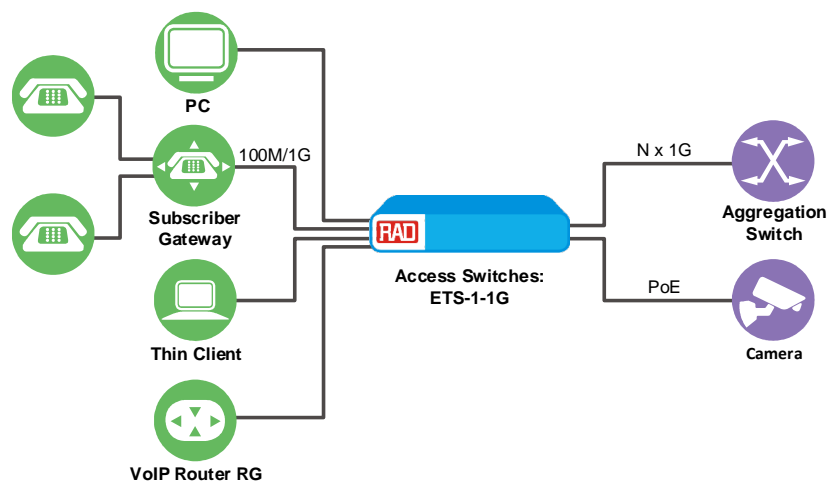 PC
100M/1G
Subscriber
Gateway
Thin Client
VoIP Router RG
RAD
Access Switches:
ETS-1-1G
N x 1G
Aggregation
Switch
PoE
Camera